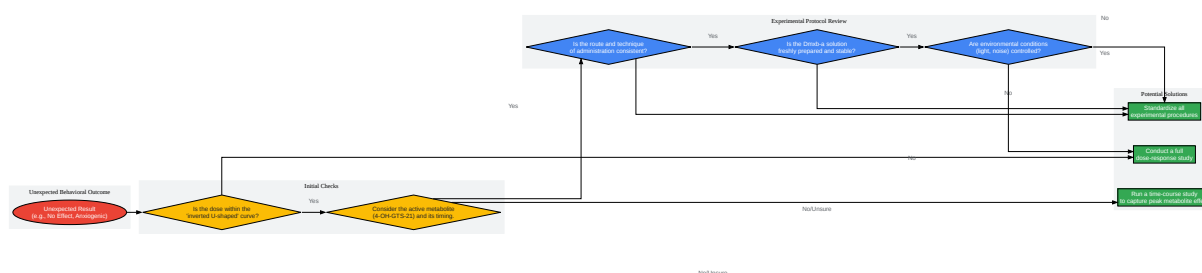 Experimental Protocol Review
No
Is the route and technique
of administration consistent?
Yes
Is the Dmxb-a solution
freshly prepared and stable?
Yes
Are environmental conditions
(light, noise) controlled?
Yes
No
Potential Solutions
Yes
Standardize all
experimental procedures
Conduct a full
dose-response study
No
Unexpected Behavioral Outcome
Initial Checks
Unexpected Result
(e.g., No Effect, Anxiogenic)
Is the dose within the
'inverted U-shaped' curve?
Yes
Consider the active metabolite
(4-OH-GTS-21) and its timing.
Run a time-course study
to capture peak metabolite
No/Unsure
No/Unsure